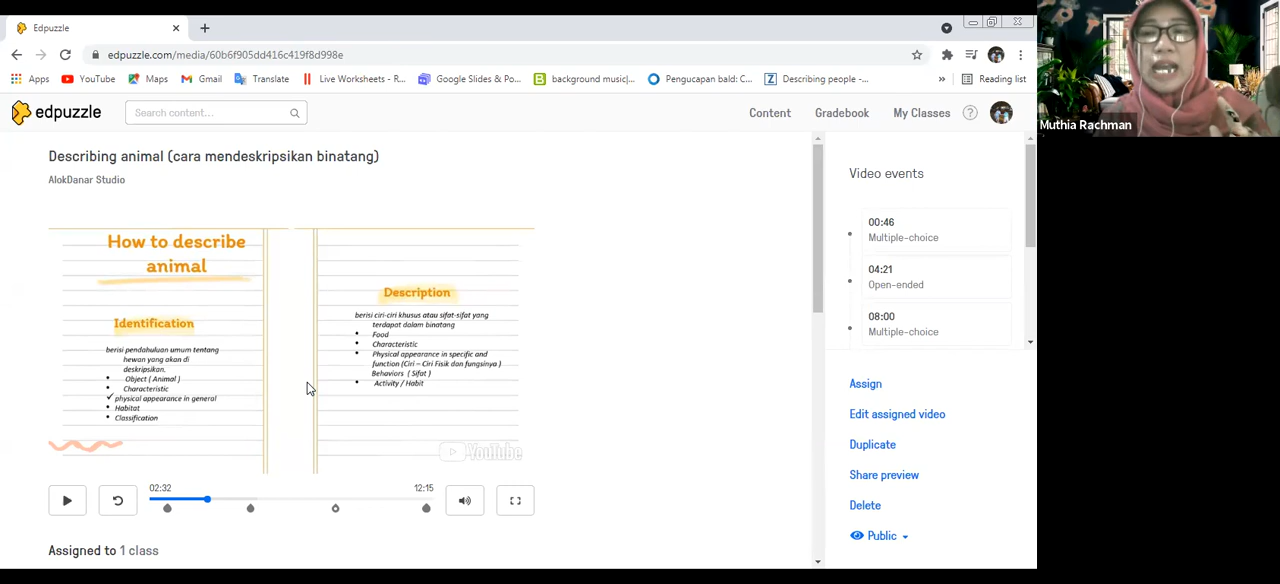 Edpuzzle
edpuzzle.com/media/60b6f905dd416c419f8d998e
Apps
YouTube
Maps
Gmail
Translate
Live Worksheets - R...
Google Slides & Po...
background music|...
Pengucapan bald: C...
Describing people -...
»
Reading list
edpuzzle
Search content...
Content
Gradebook
My Classes
?
Muthia Rachman
Describing animal (cara mendeskripsikan binatang)
AlokDanar Studio
How to describe
animal
Identification
berisi pendahuluan umum tentang
hewan yang akan di
deskripsikan.
• Object ( Animal )
• Characteristic
✓ physical appearance in general
• Habitat
• Classification
Description
berisi ciri-ciri khusus atau sifat-sifat yang
terdapat dalam binatang
• Food
• Characteristic
• Physical appearance in specific and
function (Ciri – Ciri Fisik dan fungsinya )
Behaviors ( Sifat )
• Activity / Habit
YouTube
02:32
12:15
Assigned to 1 class
Video events
00:46
Multiple-choice
04:21
Open-ended
08:00
Multiple-choice
Assign
Edit assigned video
Duplicate
Share preview
Delete
Public